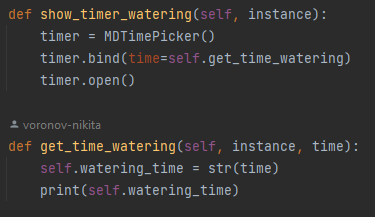 def show_timer_watering(self, instance):
    timer = MDTimePicker()
    timer.bind(time=self.get_time_watering)
    timer.open()
voronov-nikita
def get_time_watering(self, instance, time):
    self.watering_time = str(time)
    print(self.watering_time)